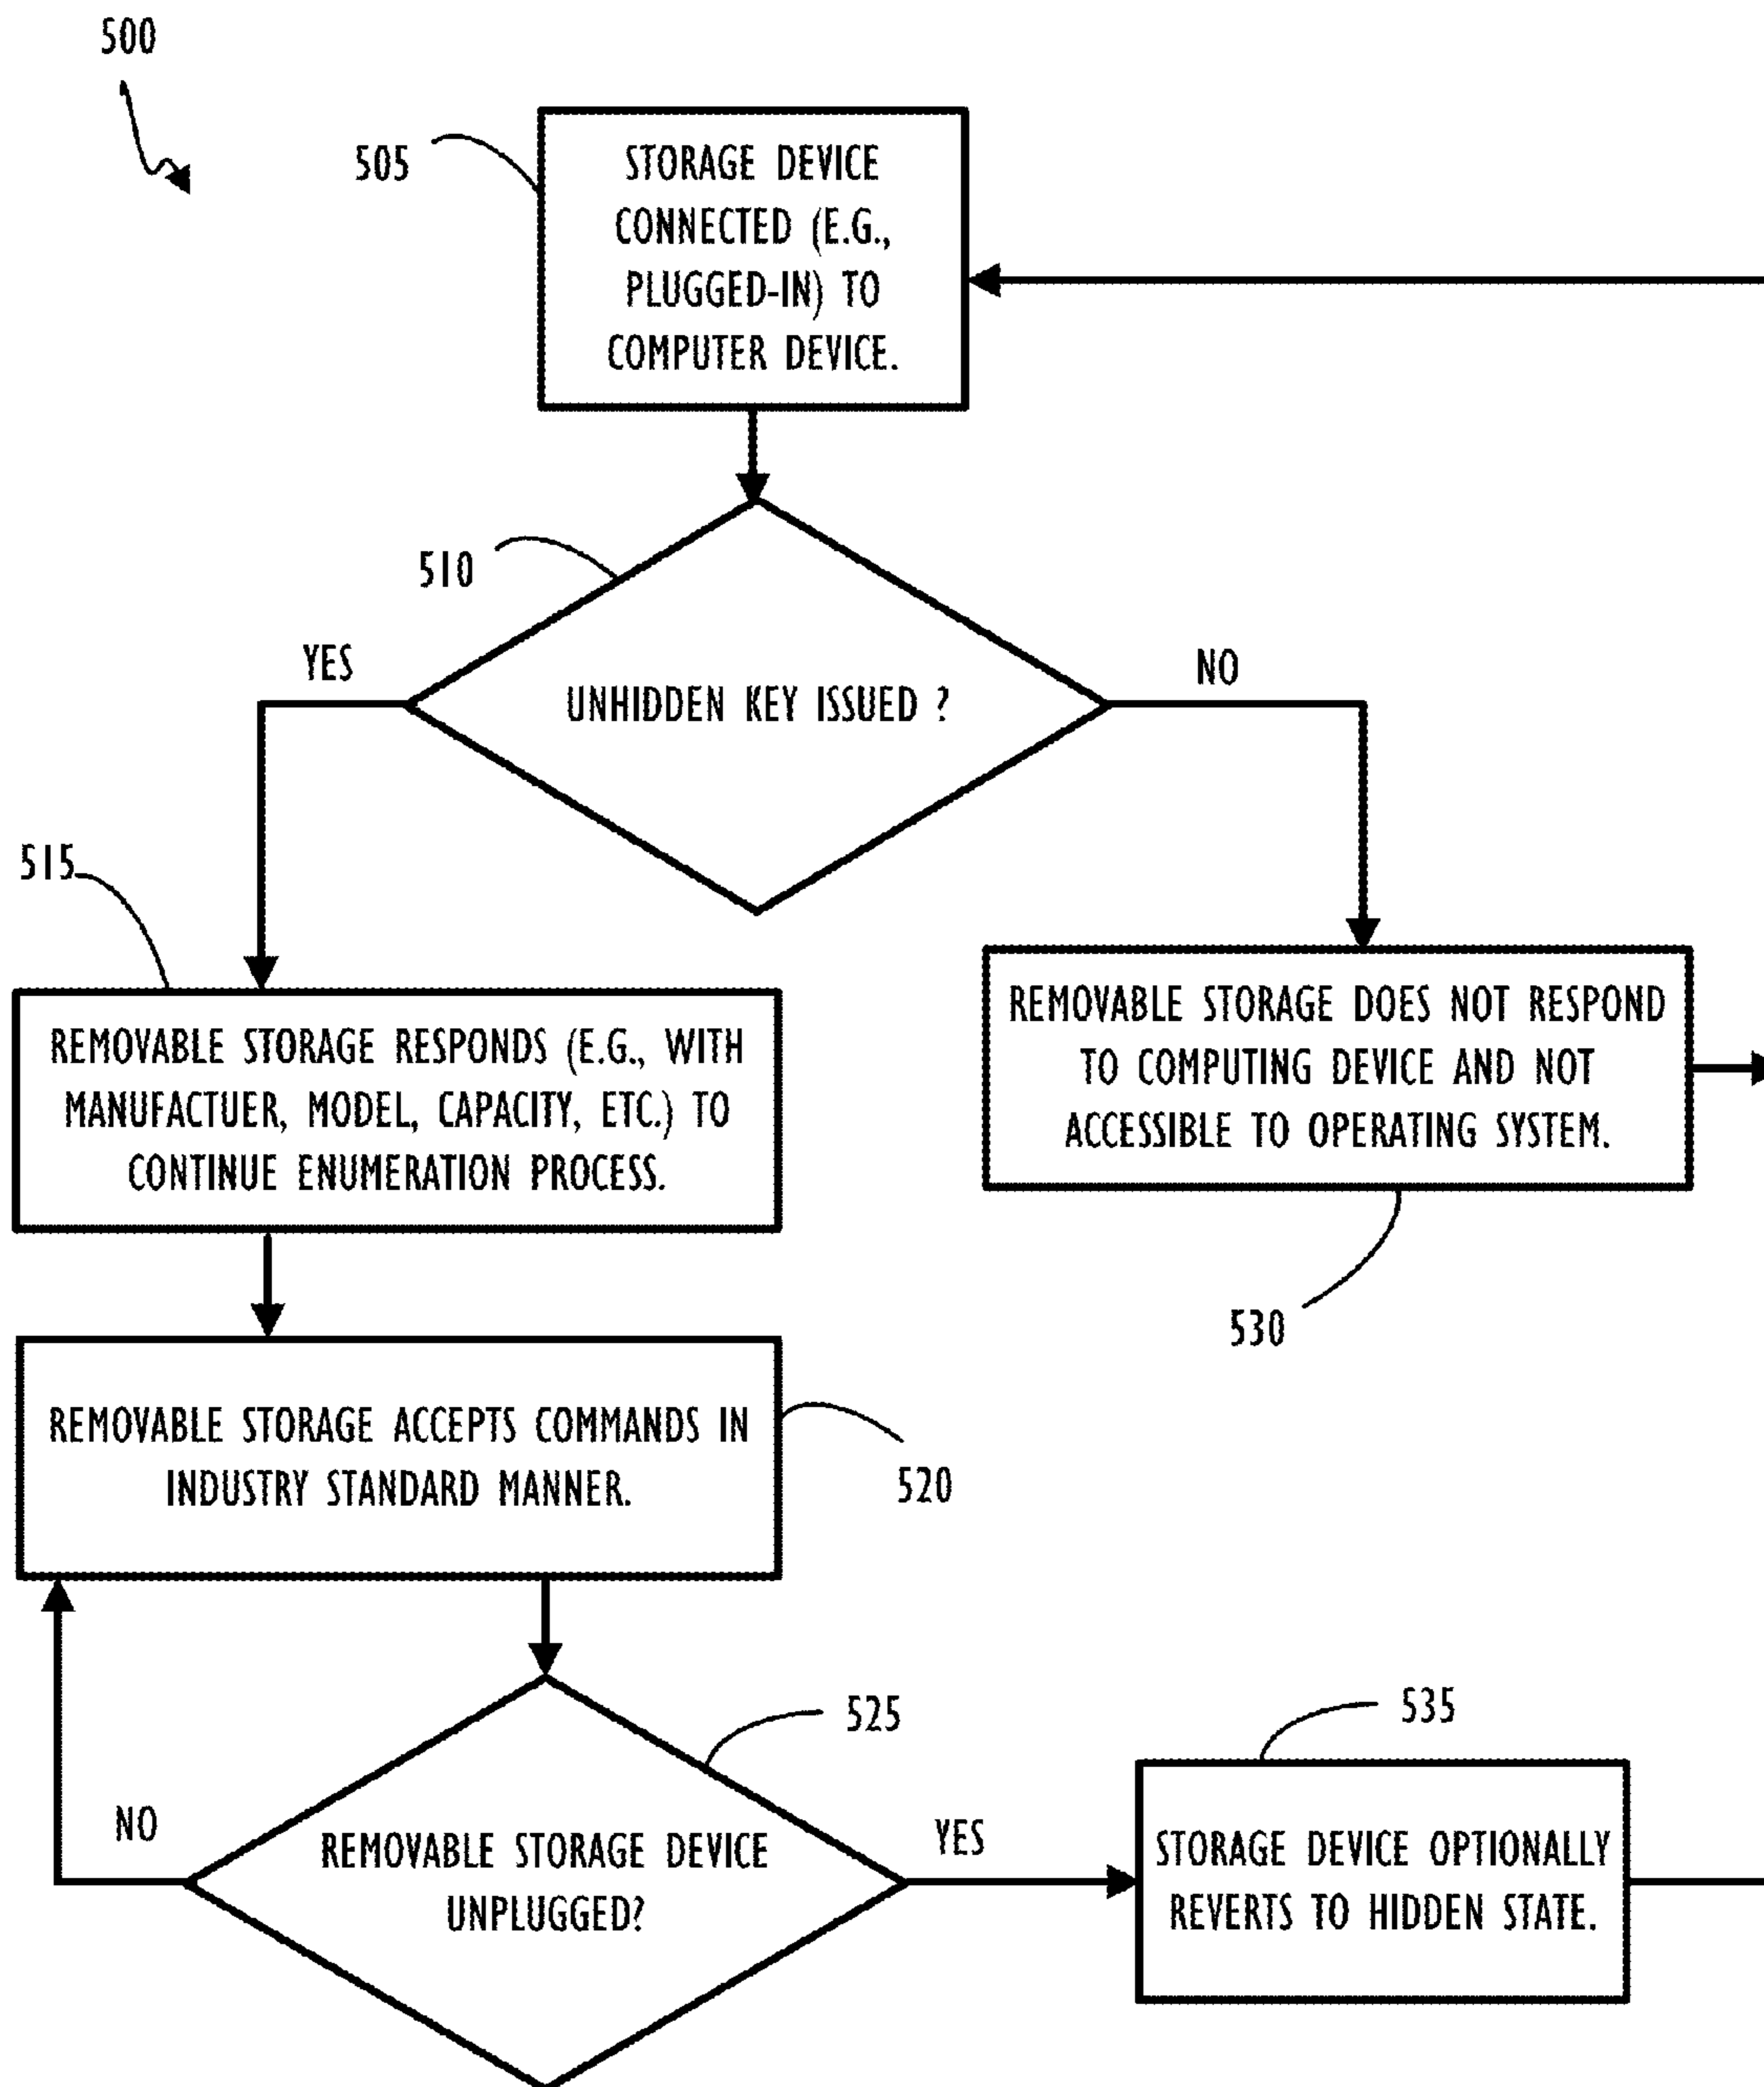 500
505
STORAGE DEVICE
CONNECTED (E.G.,
PLUGGED-IN) TO
COMPUTER DEVICE.
510
YES
UNHIDDEN KEY ISSUED ?
NO
515
REMOVABLE STORAGE RESPONDS (E.G., WITH
MANUFACTUER, MODEL, CAPACITY, ETC.) TO
CONTINUE ENUMERATION PROCESS.
REMOVABLE STORAGE DOES NOT RESPOND
TO COMPUTING DEVICE AND NOT
ACCESSIBLE TO OPERATING SYSTEM.
530
REMOVABLE STORAGE ACCEPTS COMMANDS IN
INDUSTRY STANDARD MANNER.
520
525
NO
REMOVABLE STORAGE DEVICE
UNPLUGGED?
YES
535
STORAGE DEVICE OPTIONALLY
REVERTS TO HIDDEN STATE.